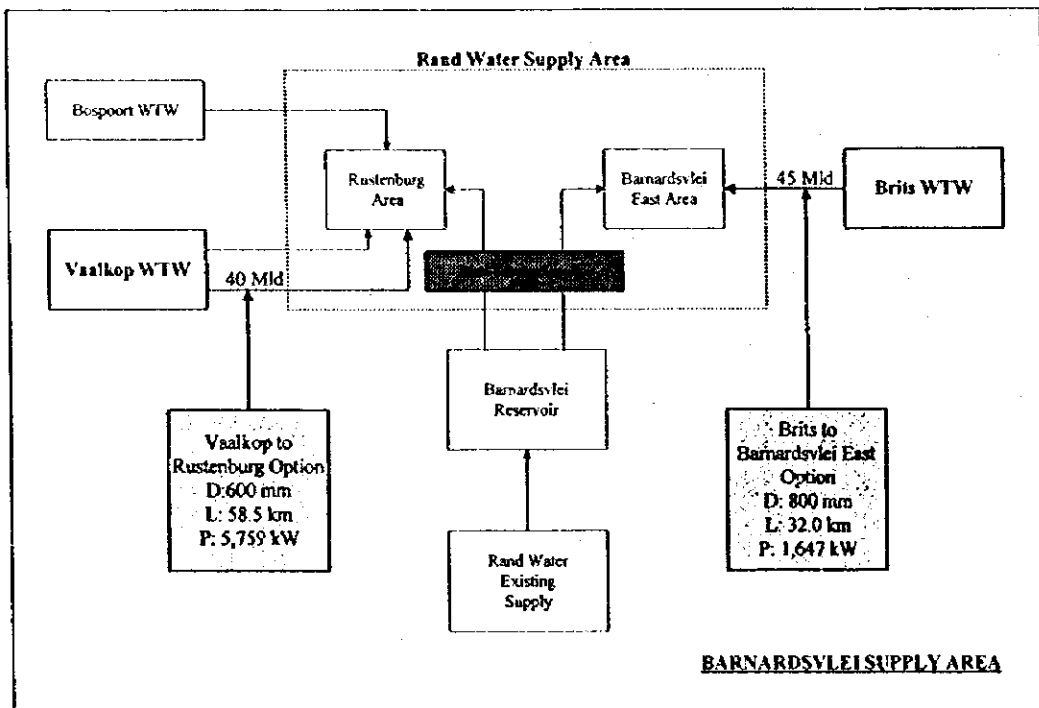 Rand Water Supply Area
Bospoort WTW
Rustenburg
Area
Barnardsvlei
East Area
45 Mld
Brits WTW
Vaalkop WTW
40 Mld
Barnardsvlei
Reservoir
Vaalkop to
Rustenburg Option
D:600 mm
L: 58.5 km
P: 5,759 kW
Brits to
Barnardsvlei East
Option
D: 800 mm
L: 32.0 km
P: 1,647 kW
Rand Water
Existing
Supply
BARNARDSVLEI SUPPLY AREA